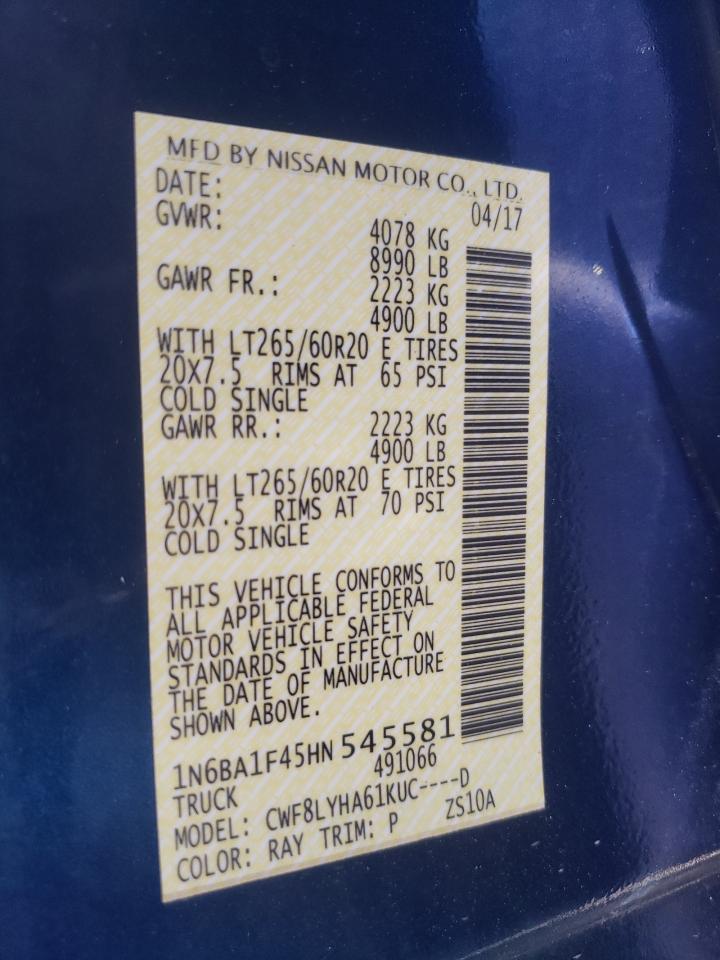 MFD BY NISSAN MOTOR CO., LTD.
DATE: 04/17
GVWR: 4078 KG
8990 LB
GAWR FR.: 2223 KG
4900 LB
WITH LT265/60R20 E TIRES
20X7.5 RIMS AT 65 PSI
COLD SINGLE
GAWR RR.: 2223 KG
4900 LB
WITH LT265/60R20 E TIRES
20X7.5 RIMS AT 70 PSI
COLD SINGLE
THIS VEHICLE CONFORMS TO
ALL APPLICABLE FEDERAL
MOTOR VEHICLE SAFETY
STANDARDS IN EFFECT ON
THE DATE OF MANUFACTURE
SHOWN ABOVE.
1N6BA1F45HN545581
TRUCK 491066
MODEL: CWF8LYHA61KUC----D
COLOR: RAY TRIM: P ZS10A